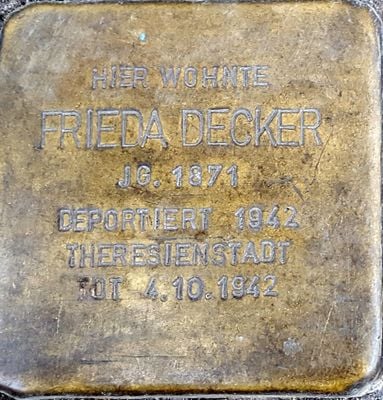 HIER WOHNTE
FRIEDA DECKER
JG. 1871
DEPORTIERT 1942
THERESIENSTADT
TOT 4.10.1942